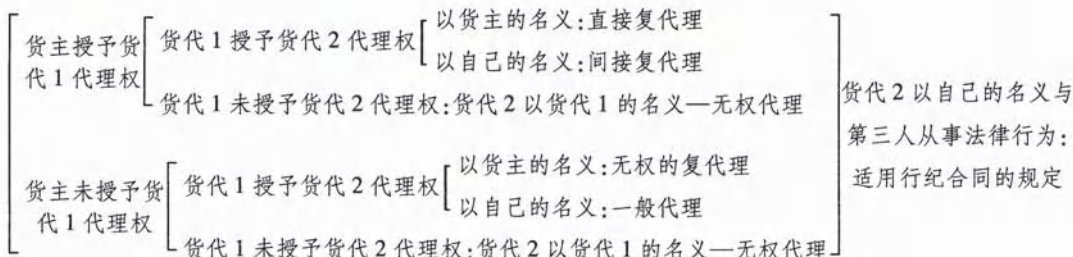 货主授予货
代1代理权
货代1授予货代2代理权
以货主的名义:直接复代理
以自己的名义:间接复代理
货代1未授予货代2代理权:货代2以货代1的名义—无权代理
货主未授予货
代1代理权
货代1授予货代2代理权
以货主的名义:无权的复代理
以自己的名义:一般代理
货代1未授予货代2代理权:货代2以货代1的名义—无权代理
货代2以自己的名义与
第三人从事法律行为:
适用行纪合同的规定